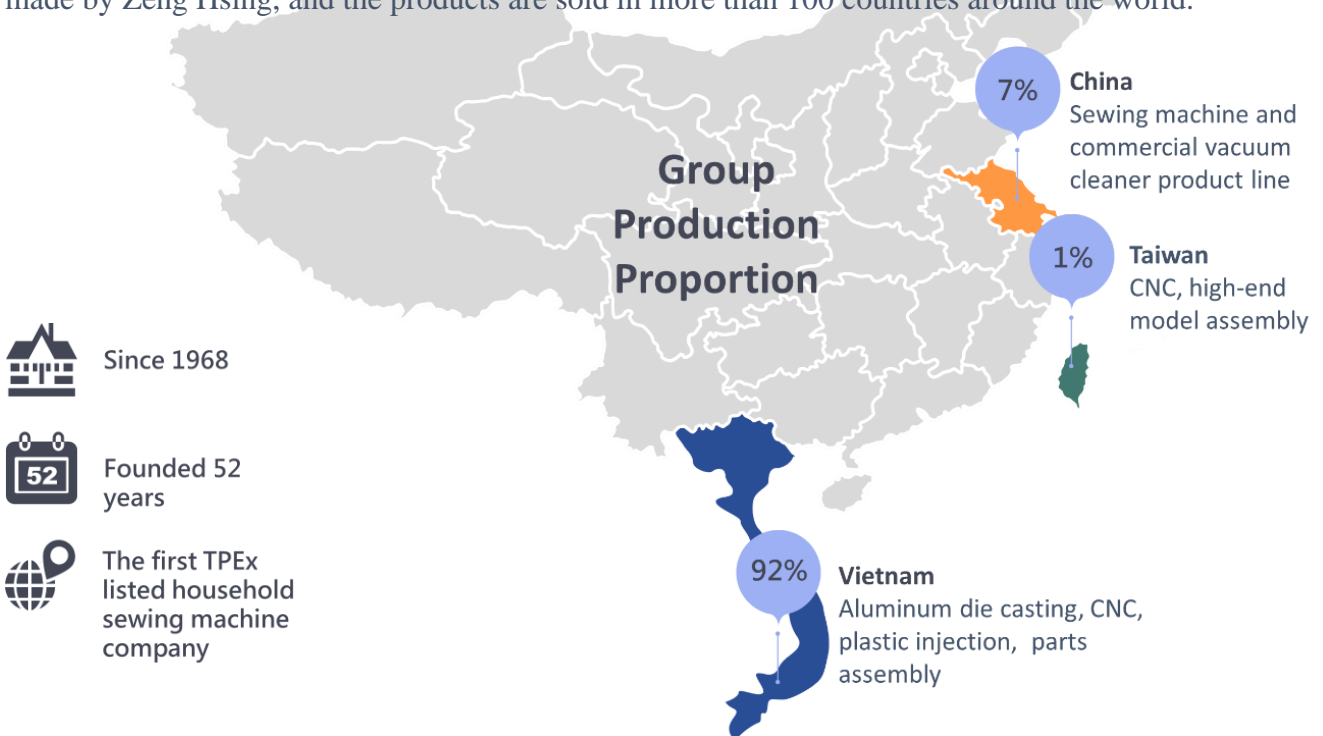 made by Zeng Hsing, and the products are sold in more than 100 countries around the world.
Group
Production
Proportion
7%
China
Sewing machine and
commercial vacuum
cleaner product line
1%
Taiwan
CNC, high-end
model assembly
Since 1968
52
Founded 52
years
The first TPEx
listed household
sewing machine
company
92%
Vietnam
Aluminum die casting, CNC,
plastic injection, parts
assembly